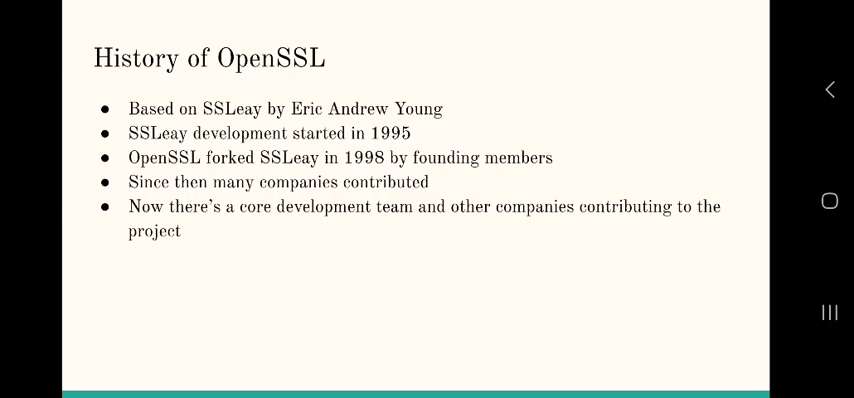 History of OpenSSL
● Based on SSLeay by Eric Andrew Young
● SSLeay development started in 1995
● OpenSSL forked SSLeay in 1998 by founding members
● Since then many companies contributed
● Now there's a core development team and other companies contributing to the
project